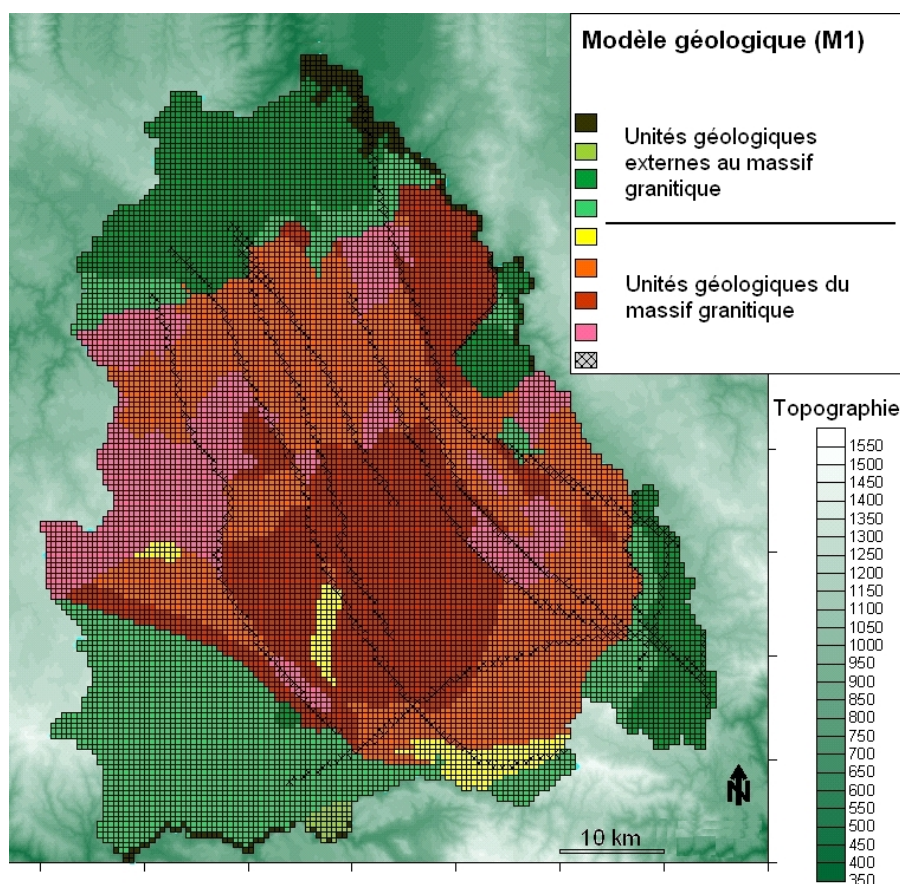 Modèle géologique (M1)
Unités géologiques
externes au massif
granitique
Unités géologiques du
massif granitique
Topographie
1550
1500
1450
1400
1350
1300
1250
1200
1150
1100
1050
1000
950
900
850
800
750
700
650
600
550
500
450
400
350
N
10 km